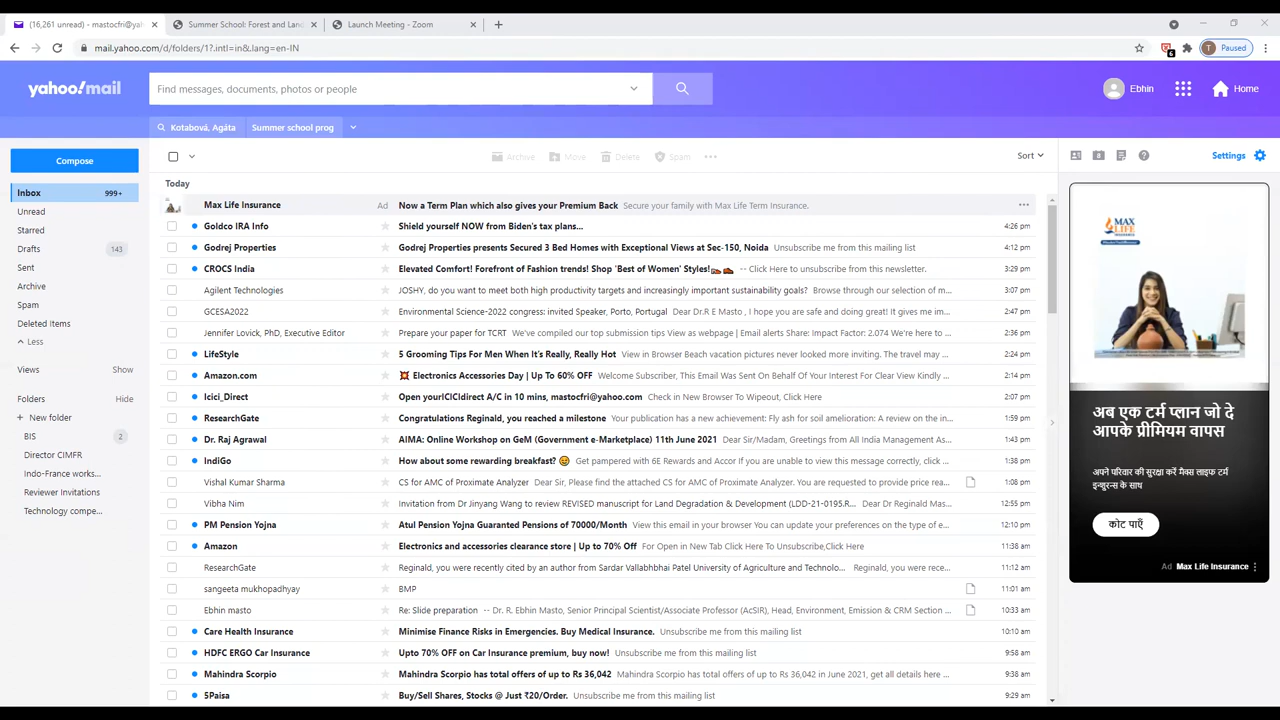 (16,261 unread) - mastocfri@yah
Summer School: Forest and Lan
Launch Meeting - Zoom
mail.yahoo.com/d/folders/1?.intl=in&.lang=en-IN
6
T Paused
yahoo!mail
Find messages, documents, photos or people
Ebhin
Home
Kotabová, Agáta
Summer school prog
Compose
Archive
Move
Delete
Spam
Sort
Settings
Inbox 999+
Unread
Starred
Drafts 143
Sent
Archive
Spam
Deleted Items
Less
Views Show
Folders Hide
+ New folder
BIS 2
Director CIMFR
Indo-France works...
Reviewer Invitations
Technology compe...
Today
Max Life Insurance Ad Now a Term Plan which also gives your Premium Back Secure your family with Max Life Term Insurance.
Goldco IRA Info Shield yourself NOW from Biden's tax plans... 4:26 pm
Godrej Properties Godrej Properties presents Secured 3 Bed Homes with Exceptional Views at Sec-150, Noida Unsubscribe me from this mailing list 4:12 pm
CROCS India Elevated Comfort! Forefront of Fashion trends! Shop 'Best of Women' Styles! -- Click Here to unsubscribe from this newsletter. 3:29 pm
Agilent Technologies JOSHY, do you want to meet both high productivity targets and increasingly important sustainability goals? Browse through our selection of m... 3:07 pm
GCESA2022 Environmental Science-2022 congress: invited Speaker, Porto, Portugal Dear Dr.R E Masto , I hope you are safe and doing great! It gives me gr... 2:47 pm
Jennifer Lovick, PhD, Executive Editor Prepare your paper for TCRT We've compiled our top submission tips View as webpage | Email alerts Share: Impact Factor: 2.074 We're here to ... 2:36 pm
LifeStyle 5 Grooming Tips For Men When It's Really, Really Hot View in Browser Beach vacation pictures never looked more inviting. The travel may ... 2:24 pm
Amazon.com 💥 Electronics Accessories Day | Up To 60% OFF Welcome Subscriber, This Email Was Sent On Behalf Of Your Interest For Clear View Kindly ... 2:14 pm
Icici_Direct Open yourICICIdirect A/C in 10 mins, mastocfri@yahoo.com Check in New Browser To Wipeout, Click Here 2:07 pm
ResearchGate Congratulations Reginald, you reached a milestone Your publication has a new achievement: Fly ash for soil amelioration: A review on the in... 1:59 pm
Dr. Raj Agrawal AIMA: Online Workshop on GeM (Government e-Marketplace) 11th June 2021 Dear Sir/Madam, Greetings from All India Management As... 1:43 pm
IndiGo How about some rewarding breakfast? 😋 Get pampered with 6E Rewards and Accor If you are unable to view this message correctly, click ... 1:38 pm
Vishal Kumar Sharma CS for AMC of Proximate Analyzer Dear Sir, Please find the attached CS for AMC of Proximate Analyzer. You are requested to provide price rea... 1:08 pm
Vibha Nim Invitation from Dr Jinyang Wang to review REVISED manuscript for Land Degradation & Development (LDD-21-0195.R... Dear Dr Reginald Mas... 12:55 pm
PM Pension Yojna Atul Pension Yojna Guaranted Pensions of 70000/Month View this email in your browser You can update your preferences on the type of e... 12:10 pm
Amazon Electronics and accessories clearance store | Up to 70% Off For Open in New Tab Click Here To Unsubscribe,Click Here 11:38 am
ResearchGate Reginald, you were recently cited by an author from Sardar Vallabhbhai Patel University of Agriculture and Technolo... Reginald, you were rece... 11:12 am
sangeeta mukhopadhyay BMP 11:01 am
Ebhin masto Re: Slide preparation -- Dr. R. Ebhin Masto, Senior Principal Scientist/Associate Professor (AcSIR), Head, Environment, Emission & CRM Section ... 10:33 am
Care Health Insurance Minimise Finance Risks in Emergencies. Buy Medical Insurance. Unsubscribe me from this mailing list 10:10 am
HDFC ERGO Car Insurance Upto 70% OFF on Car Insurance premium, buy now! Unsubscribe me from this mailing list 9:58 am
Mahindra Scorpio Mahindra Scorpio has total offers of up to Rs 36,042 Mahindra Scorpio has total offers of up to Rs 36,042 in June 2021, get all details here ... 9:38 am
5Paisa Buy/Sell Shares, Stocks @ Just ₹20/Order. Unsubscribe me from this mailing list 9:29 am
MAX
LIFE
INSURANCE
अब एक टर्म प्लान जो दे
आपके प्रीमियम वापस
अपने परिवार की सुरक्षा करें मैक्स लाइफ टर्म
इन्शुरन्स के साथ
कोट पाएँ
Ad Max Life Insurance